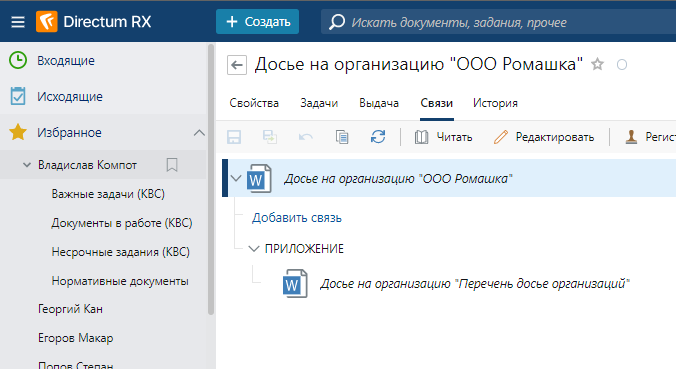 Directum RX
+ Создать
Искать документы, задания, прочее
Входящие
Исходящие
Избранное
Владислав Компот
Важные задачи (КВС)
Документы в работе (КВС)
Несрочные задания (КВС)
Нормативные документы
Георгий Кан
Егоров Макар
Попов Степан
Досье на организацию "ООО Ромашка"
Свойства Задачи Выдача Связи История
Читать Редактировать Регист
Досье на организацию "ООО Ромашка"
Добавить связь
ПРИЛОЖЕНИЕ
Досье на организацию "Перечень досье организаций"